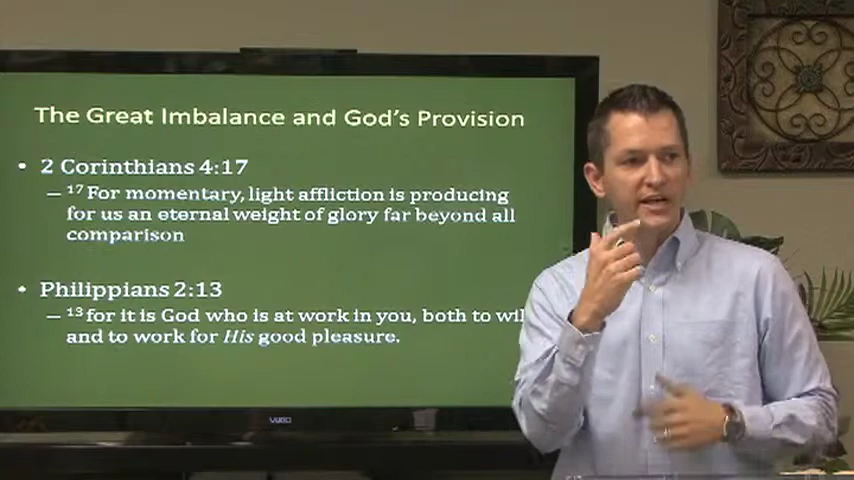 The Great Imbalance and God's Provision
• 2 Corinthians 4:17
– 17 For momentary, light affliction is producing
for us an eternal weight of glory far beyond all
comparison
• Philippians 2:13
– 13 for it is God who is at work in you, both to wil
and to work for His good pleasure.
VIZIO